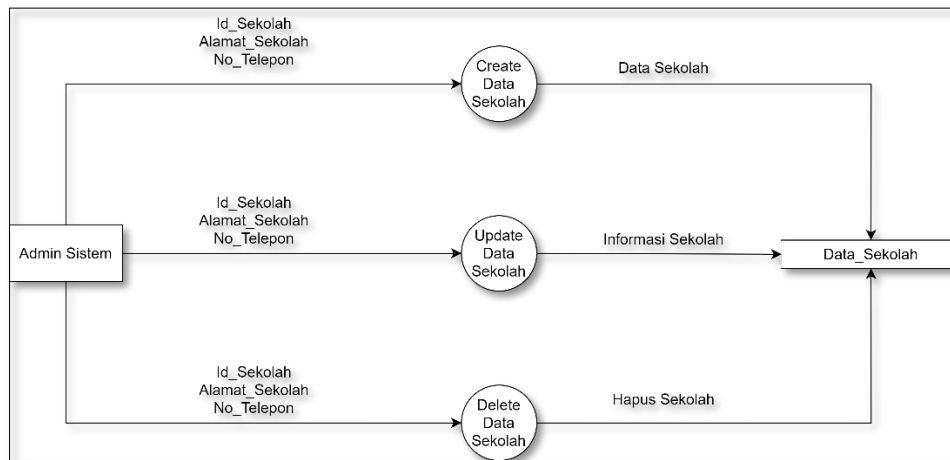 Id_Sekolah
Alamat_Sekolah
No_Telepon
Create
Data
Sekolah
Data Sekolah
Id_Sekolah
Alamat_Sekolah
No_Telepon
Admin Sistem
Update
Data
Sekolah
Informasi Sekolah
Data_Sekolah
Id_Sekolah
Alamat_Sekolah
No_Telepon
Delete
Data
Sekolah
Hapus Sekolah